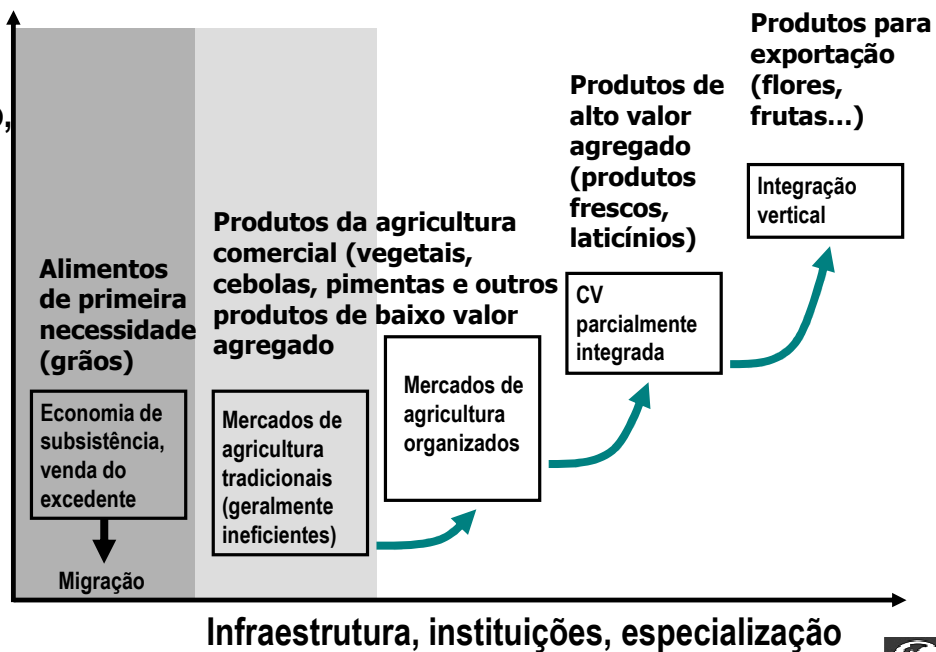 Produtos para
exportação
(flores,
frutas...)
Produtos de
alto valor
agregado
(produtos
frescos,
laticínios)
Integração
vertical
Produtos da agricultura
comercial (vegetais,
cebolas, pimentas e outros
produtos de baixo valor
agregado
Alimentos
de primeira
necessidade
(grãos)
CV
parcialmente
integrada
Mercados de
agricultura
organizados
Economia de
subsistência,
venda do
excedente
Mercados de
agricultura
tradicionais
(geralmente
ineficientes)
Migração
Infraestrutura, instituições, especialização